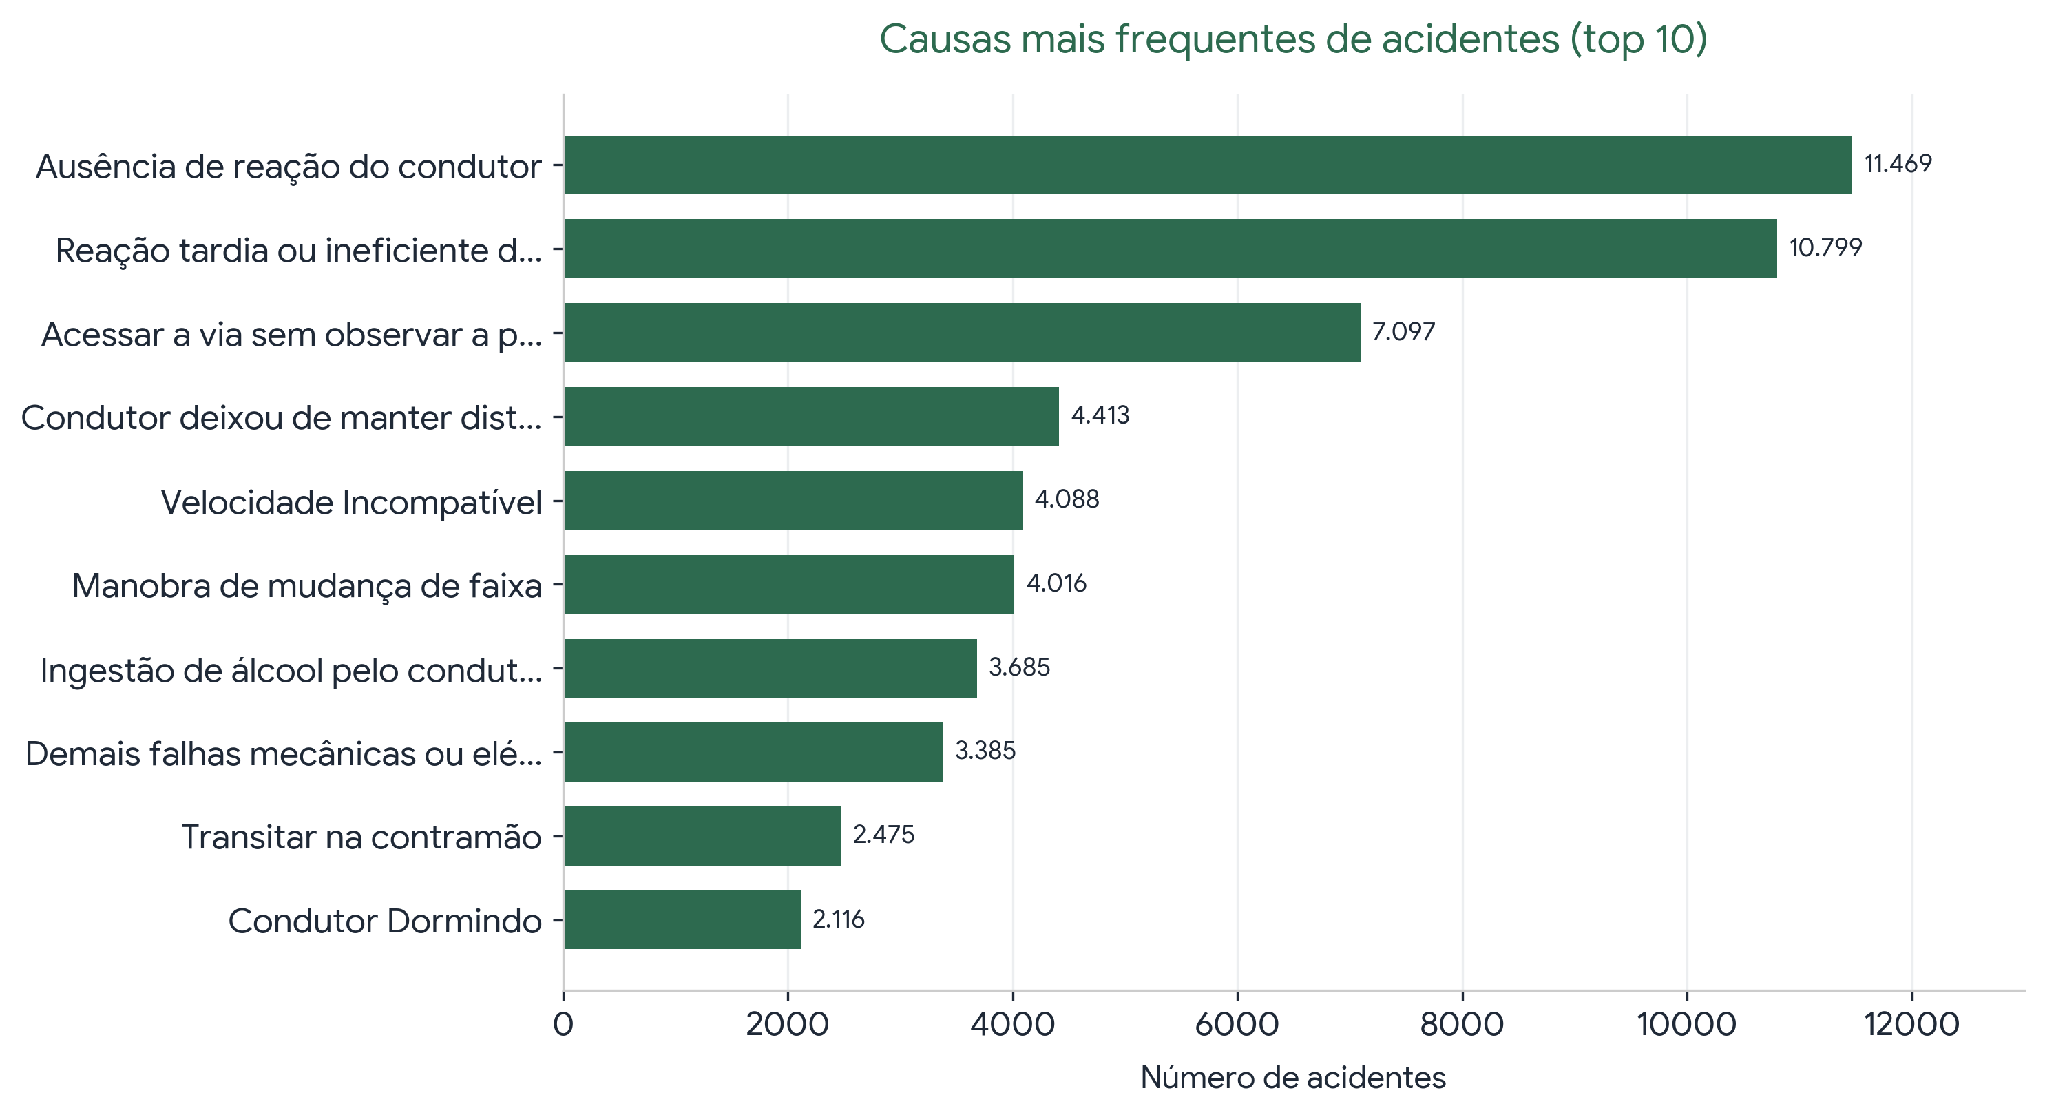 Causas mais frequentes de acidentes (top 10)
Ausência de reação do condutor
11.469
Reação tardia ou ineficiente d...
10.799
Acessar a via sem observar a p...
7.097
Condutor deixou de manter dist...
4.413
Velocidade Incompatível
4.088
Manobra de mudança de faixa
4.016
Ingestão de álcool pelo condut...
3.685
Demais falhas mecânicas ou elé...
3.385
Transitar na contramão
2.475
Condutor Dormindo
2.116
0 2000 4000 6000 8000 10000 12000
Número de acidentes